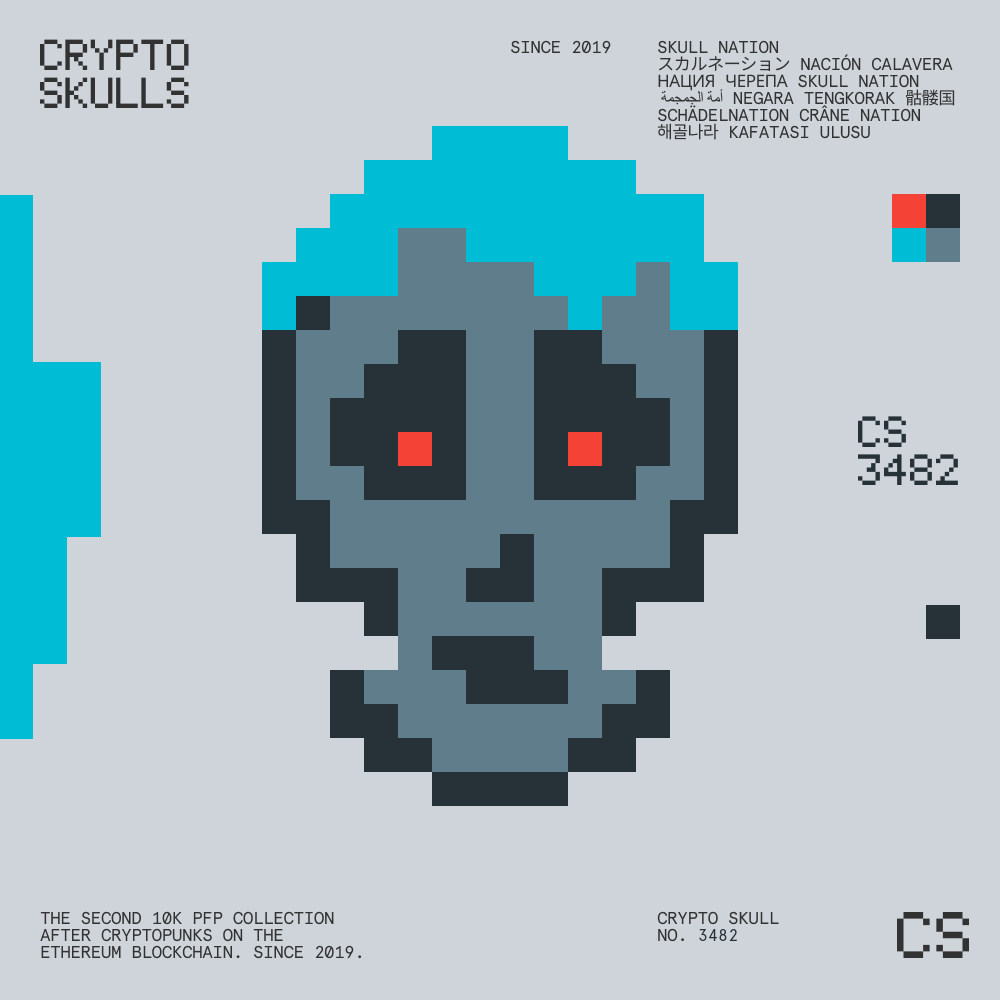 CRYPTO
SKULLS
SINCE 2019
SKULL NATION
スカルネーション NACIÓN CALAVERA
НАЦИЯ ЧЕРЕПА SKULL NATION
أمة الجمجمة NEGARA TENGKORAK 骷髅国
SCHÄDELNATION CRÂNE NATION
해골나라 KAFATASI ULUSU
CS
3482
THE SECOND 10K PFP COLLECTION
AFTER CRYPTOPUNKS ON THE
ETHEREUM BLOCKCHAIN. SINCE 2019.
CRYPTO SKULL
NO. 3482
CS